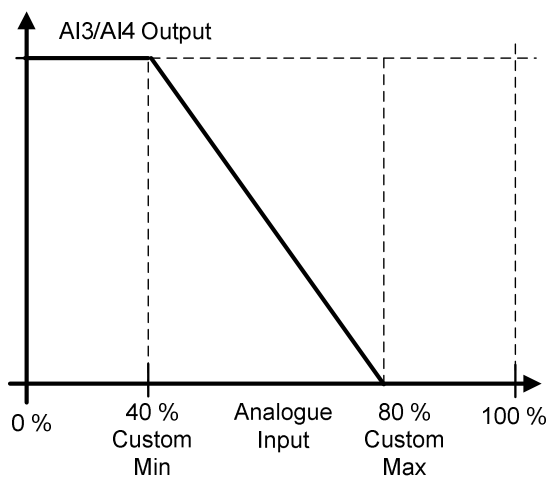 AI3/AI4 Output
0 %
40 %
Custom
Min
Analogue
Input
80 %
Custom
Max
100 %